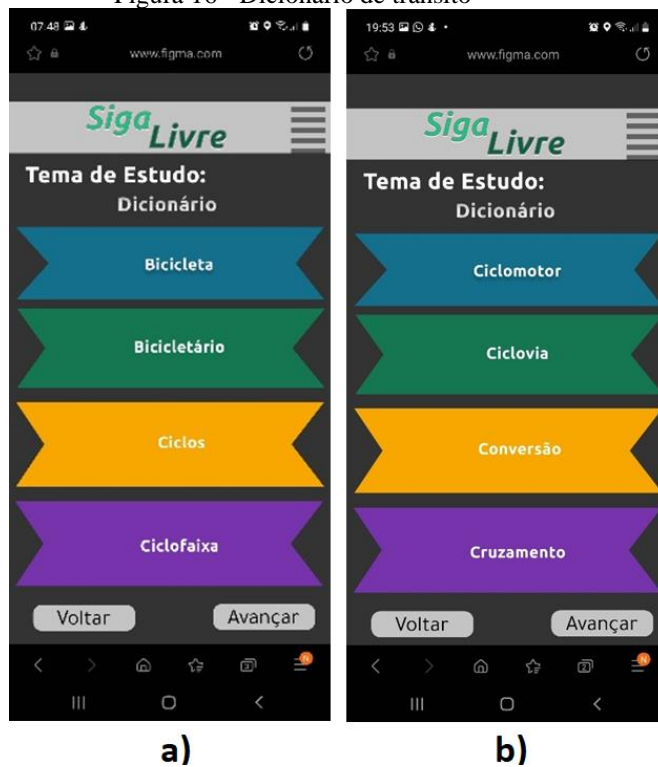 Figura 16 - Dicionário de trânsito
07.48
www.figma.com
Siga Livre
Tema de Estudo:
Dicionário
Bicicleta
Bicicletário
Ciclos
Ciclofaixa
Voltar
Avançar
N
a)
19:53
www.figma.com
Siga Livre
Tema de Estudo:
Dicionário
Ciclomotor
Ciclovia
Conversão
Cruzamento
Voltar
Avançar
2
N
b)